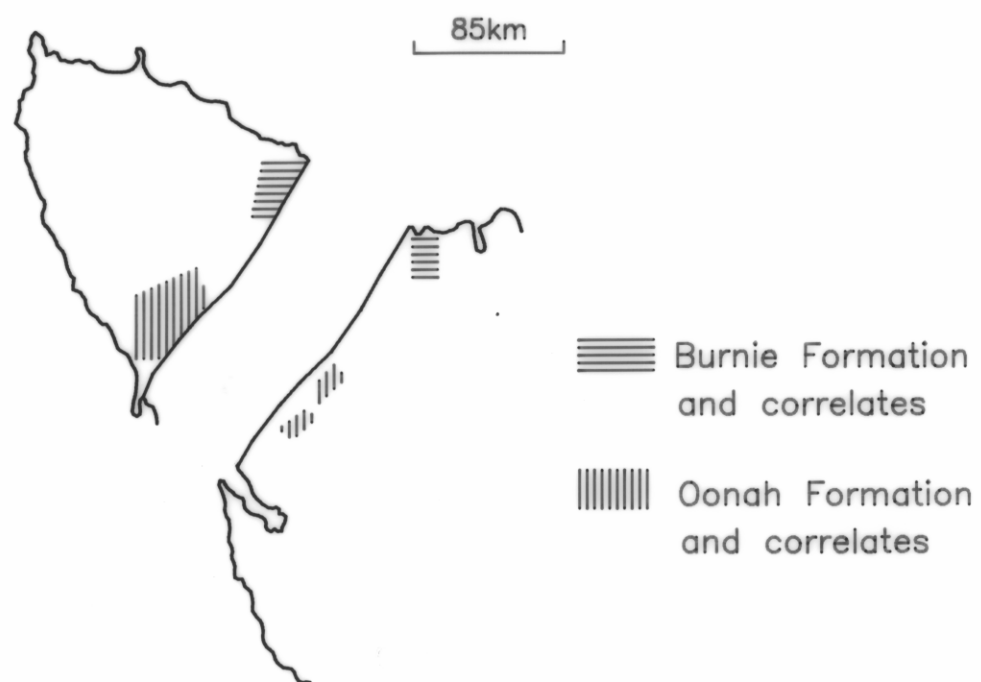 85km
Burnie Formation
and correlates
Oonah Formation
and correlates